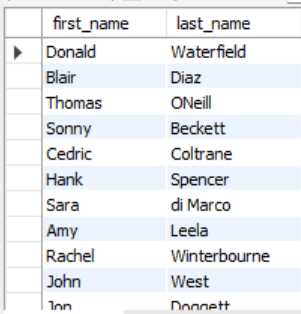 first_name last_name
Donald Waterfield
Blair Diaz
Thomas ONeill
Sonny Beckett
Cedric Coltrane
Hank Spencer
Sara di Marco
Amy Leela
Rachel Winterbourne
John West
Jon Doggett